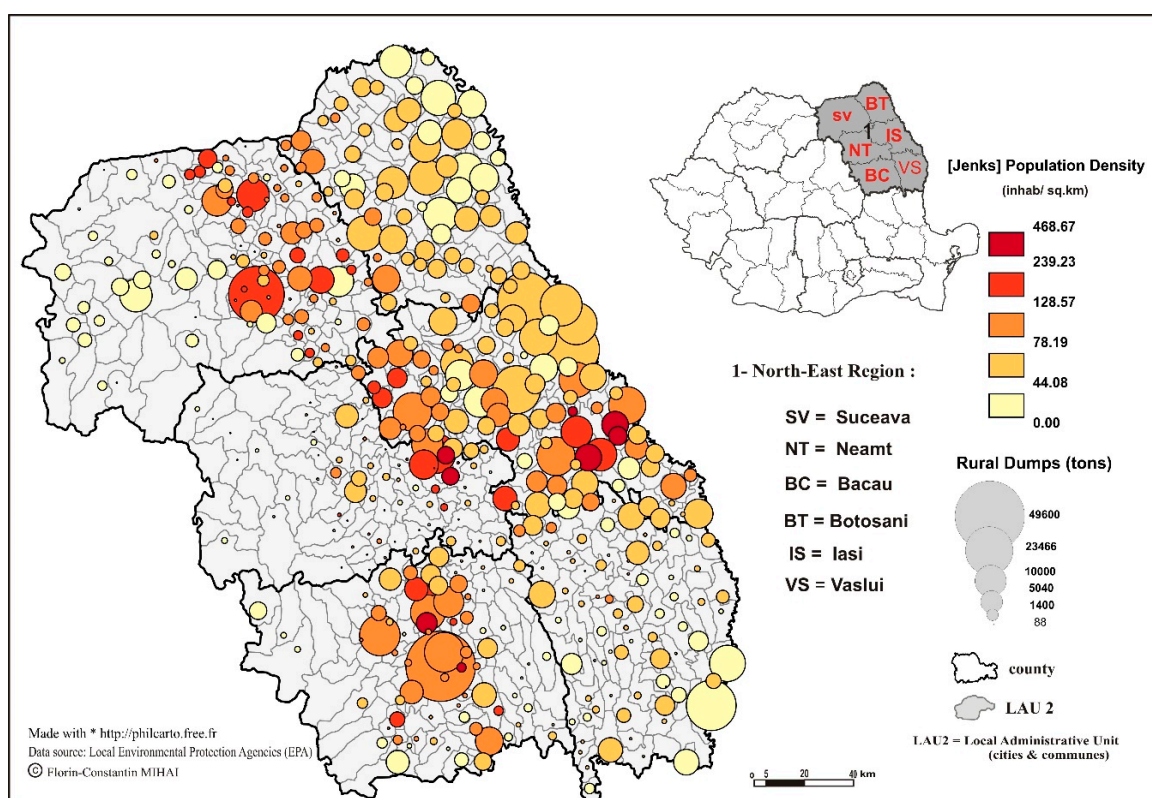 sv
BT
1
IS
NT
BC
VS
[Jenks] Population Density
(inhab/ sq.km)
468.67
239.23
128.57
78.19
44.08
0.00
1- North-East Region :
SV = Suceava
NT = Neamt
BC = Bacau
BT = Botosani
IS = Iasi
VS = Vaslui
Rural Dumps (tons)
49600
23466
10000
5040
1400
88
county
LAU 2
LAU2 = Local Administrative Unit
(cities & communes)
Made with * http://philcarto.free.fr
Data source: Local Environmental Protection Agencies (EPA)
© Florin-Constantin MIHAI
0 5 20 40 km